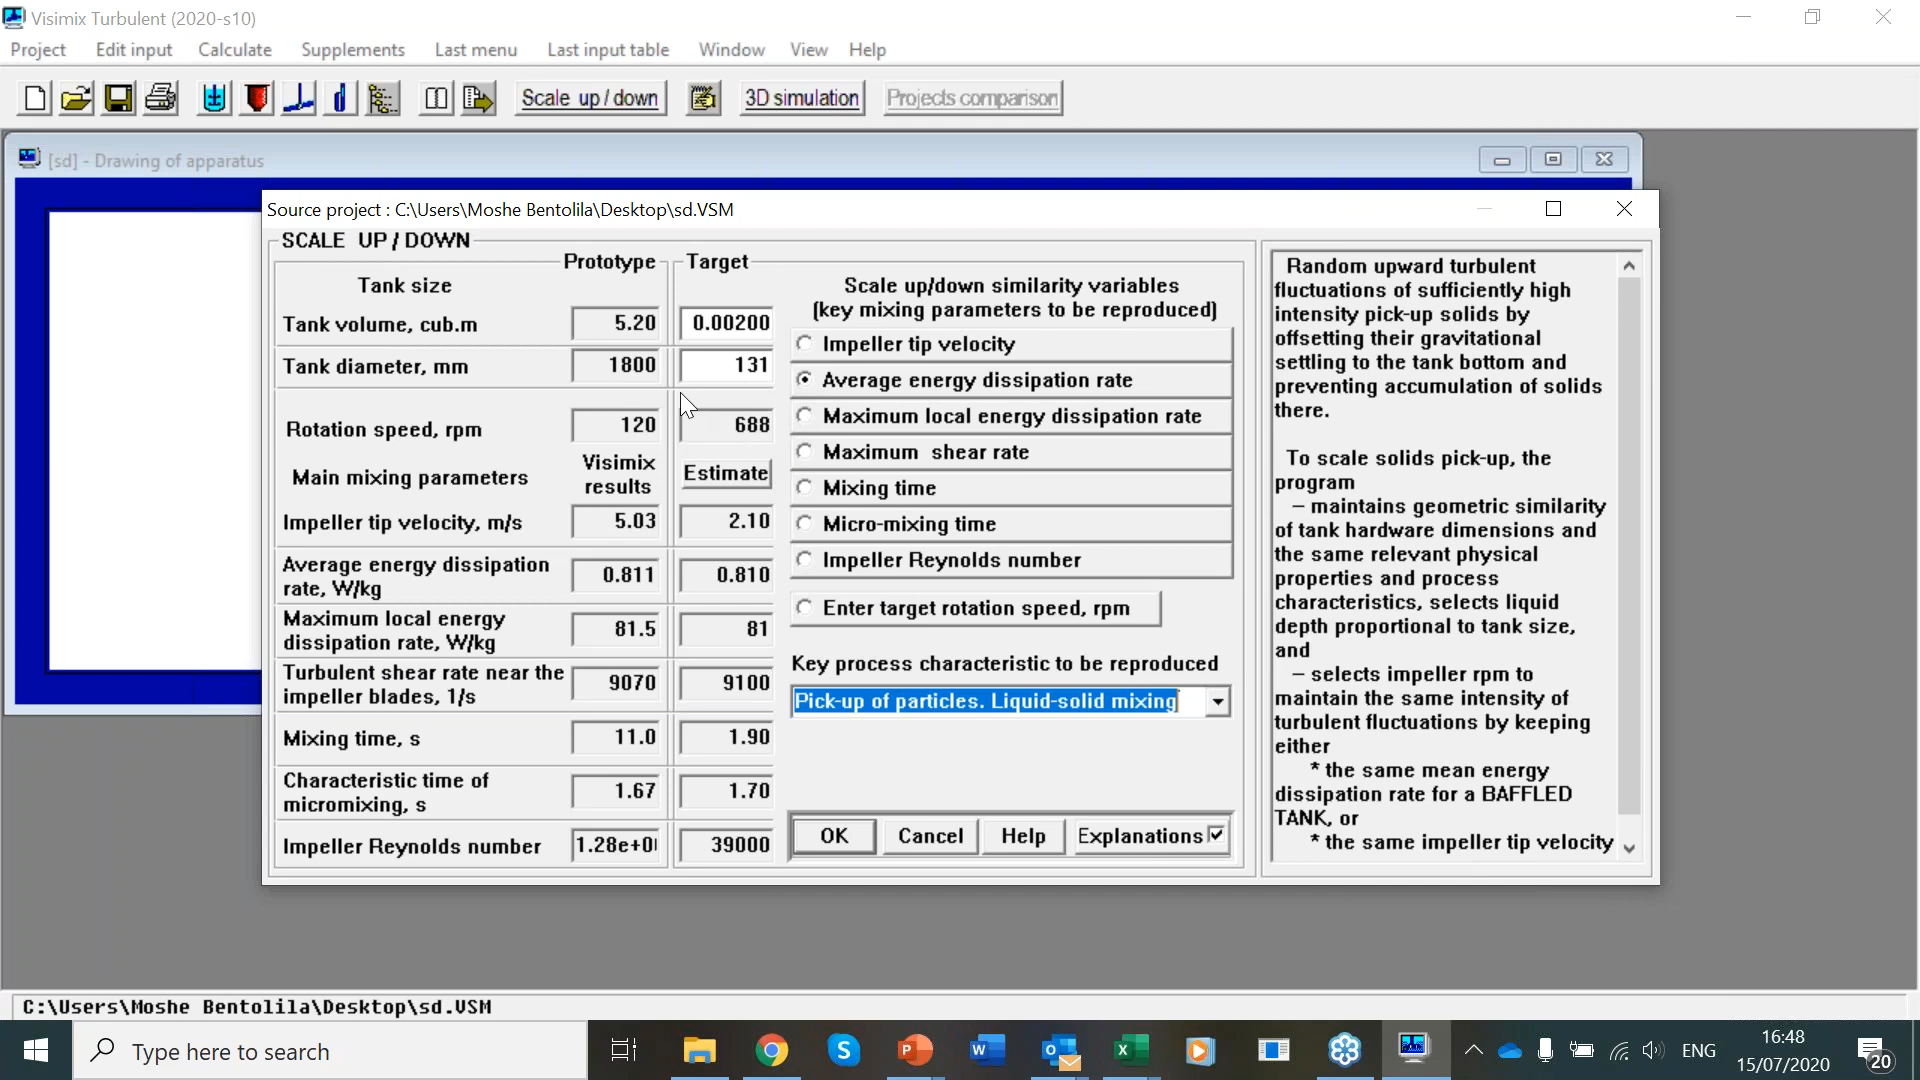 Visimix Turbulent (2020-s10)
Project Edit input Calculate Supplements Last menu Last input table Window View Help
Scale up/down 3D simulation Projects comparison
[sd] - Drawing of apparatus
Source project : C:\Users\Moshe Bentolila\Desktop\sd.VSM
SCALE UP / DOWN
Prototype Target
Tank size
Tank volume, cub.m 5.20 0.00200
Tank diameter, mm 1800 131
Rotation speed, rpm 120 688
Main mixing parameters Visimix results Estimate
Impeller tip velocity, m/s 5.03 2.10
Average energy dissipation
rate, W/kg 0.811 0.810
Maximum local energy
dissipation rate, W/kg 81.5 81
Turbulent shear rate near the
impeller blades, 1/s 9070 9100
Mixing time, s 11.0 1.90
Characteristic time of
micromixing, s 1.67 1.70
Impeller Reynolds number 1.28e+0 39000
Scale up/down similarity variables
(key mixing parameters to be reproduced)
Impeller tip velocity
Average energy dissipation rate
Maximum local energy dissipation rate
Maximum shear rate
Mixing time
Micro-mixing time
Impeller Reynolds number
Enter target rotation speed, rpm
Key process characteristic to be reproduced
Pick-up of particles. Liquid-solid mixing
OK Cancel Help Explanations
Random upward turbulent
fluctuations of sufficiently high
intensity pick-up solids by
offsetting their gravitational
settling to the tank bottom and
preventing accumulation of solids
there.
To scale solids pick-up, the
program
– maintains geometric similarity
of tank hardware dimensions and
the same relevant physical
properties and process
characteristics, selects liquid
depth proportional to tank size,
and
– selects impeller rpm to
maintain the same intensity of
turbulent fluctuations by keeping
either
* the same mean energy
dissipation rate for a BAFFLED
TANK, or
* the same impeller tip velocity
C:\Users\Moshe Bentolila\Desktop\sd.VSM
Type here to search
ENG
16:48
15/07/2020
20